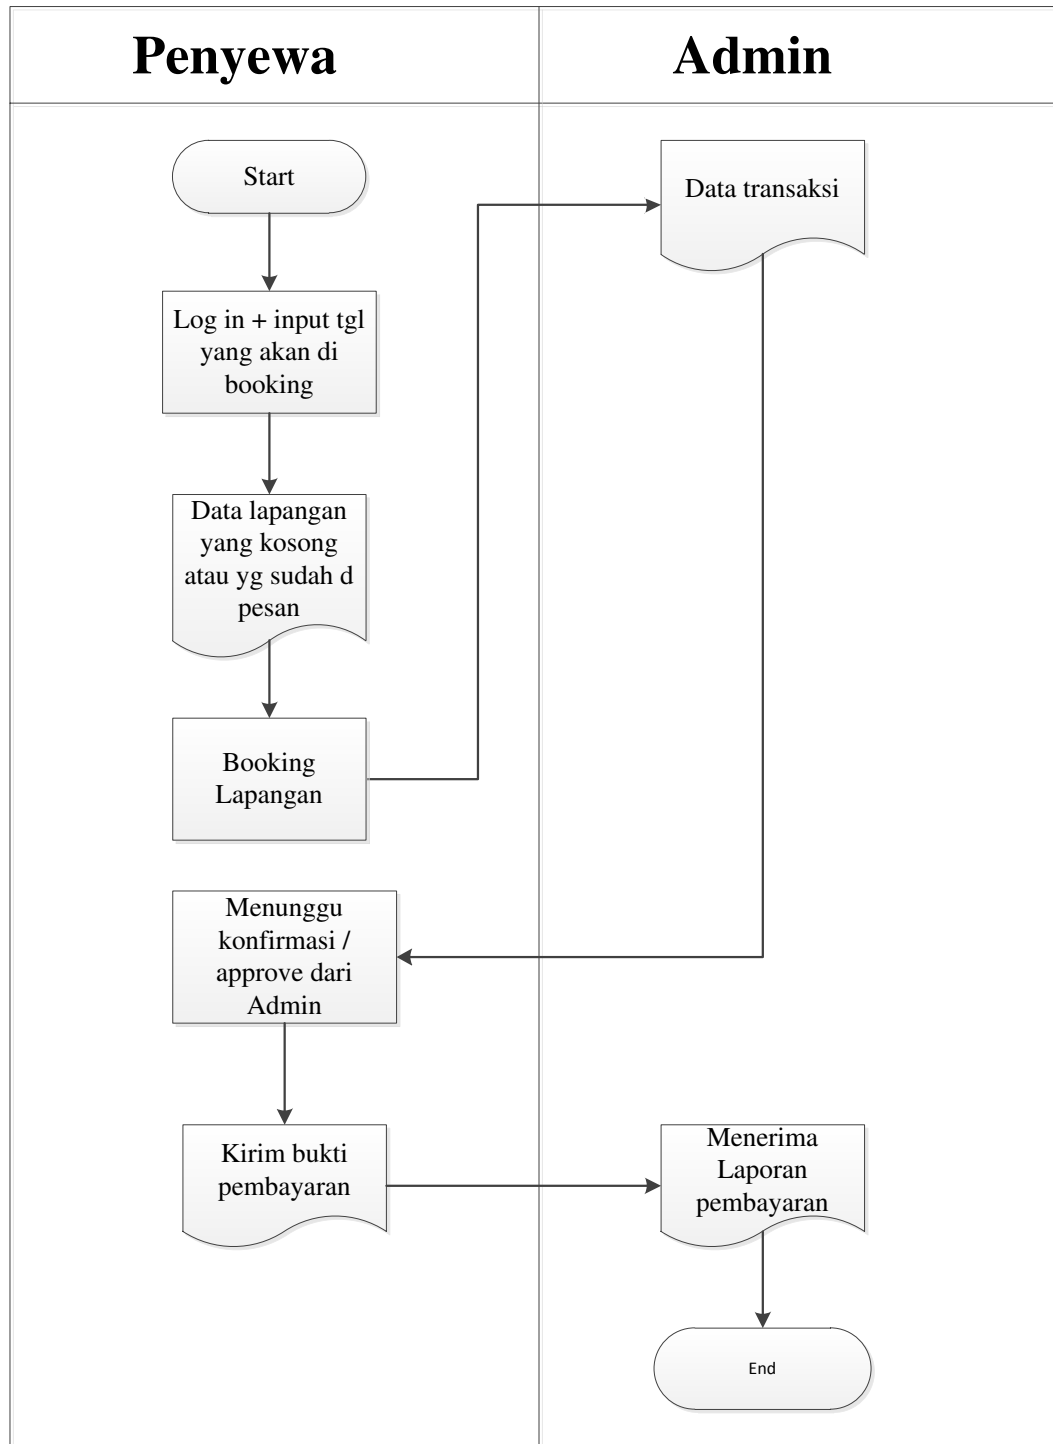 Penyewa
Admin
Start
Log in + input tgl
yang akan di
booking
Data lapangan
yang kosong
atau yg sudah d
pesan
Booking
Lapangan
Data transaksi
Menunggu
konfirmasi /
approve dari
Admin
Kirim bukti
pembayaran
Menerima
Laporan
pembayaran
End